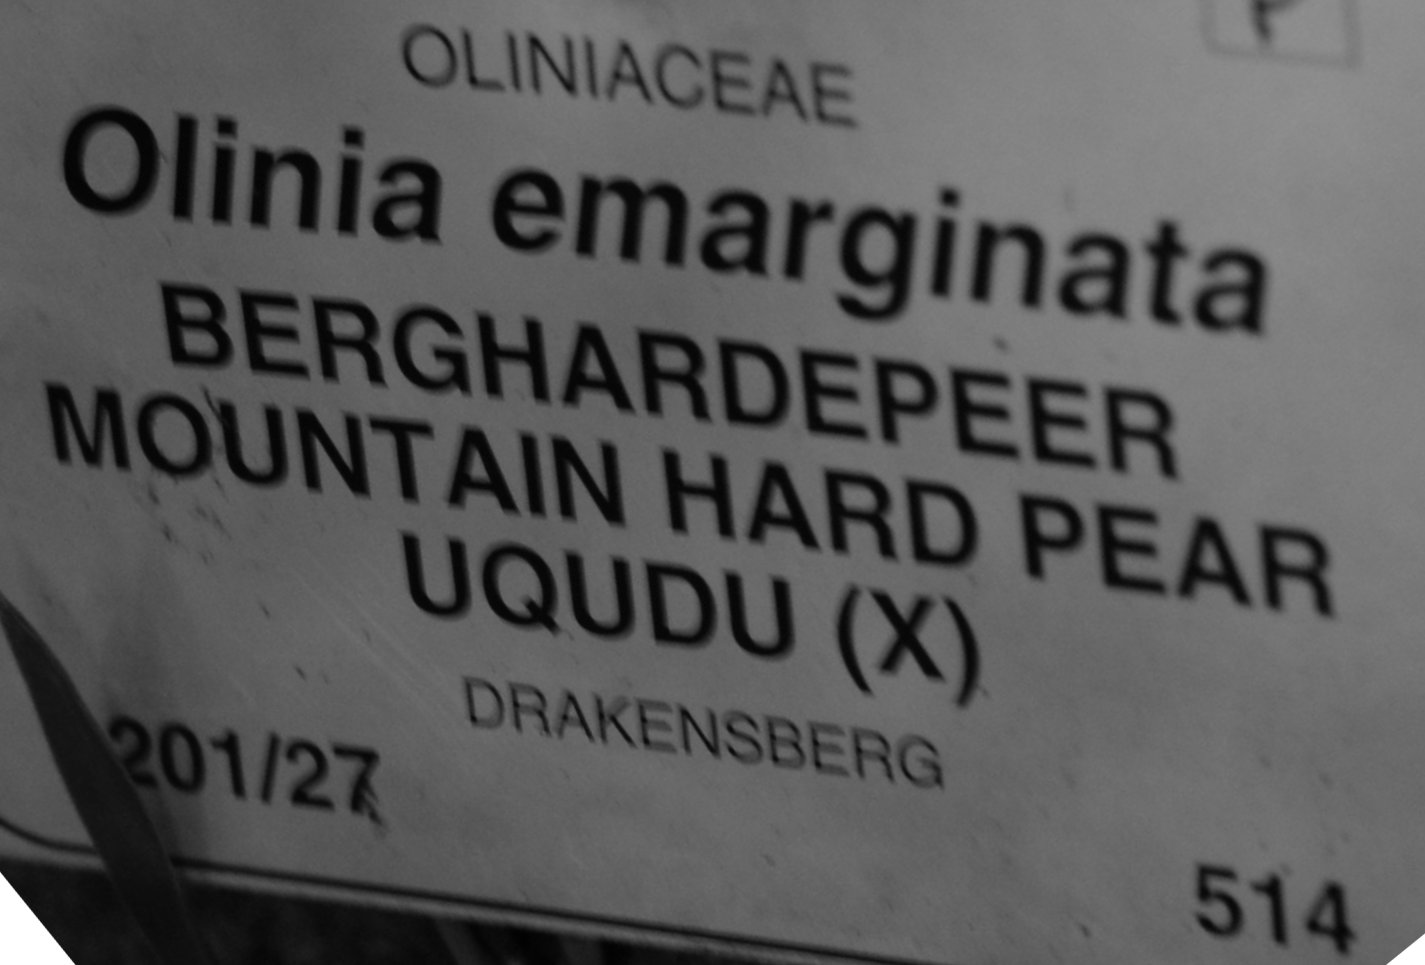 OLINIACEAE
Olinia emarginata
BERGHARDEPEER
MOUNTAIN HARD PEAR
UQUDU (X)
DRAKENSBERG
201/27
514